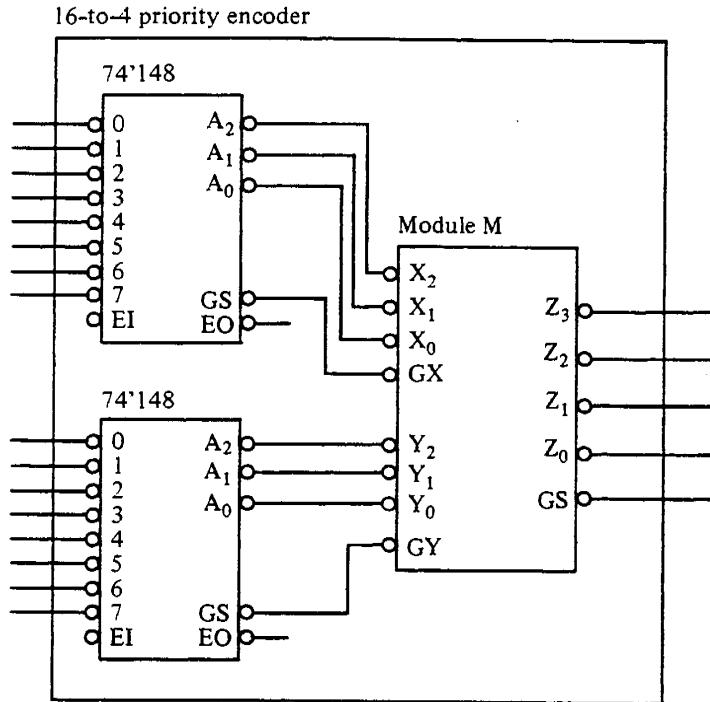 16-to-4 priority encoder
74'148
0
1
2
3
4
5
6
7
EI
A₂
A₁
A₀
GS
EO
74'148
0
1
2
3
4
5
6
7
EI
A₂
A₁
A₀
GS
EO
Module M
X₂
X₁
X₀
GX
Y₂
Y₁
Y₀
GY
Z₃
Z₂
Z₁
Z₀
GS